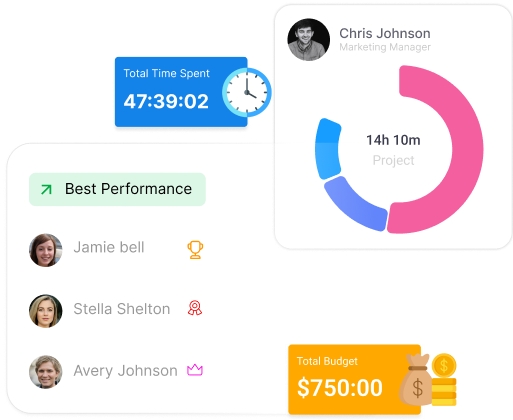 Chris Johnson
Marketing Manager
Total Time Spent
47:39:02
14h 10m
Project
Best Performance
Jamie bell
Stella Shelton
Avery Johnson
Total Budget
$750:00
$
$